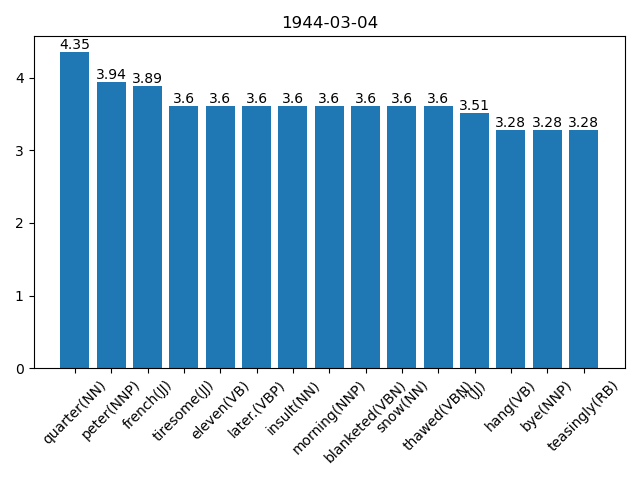 1944-03-04
4.35 3.94 3.89 3.6 3.6 3.6 3.6 3.6 3.6 3.6 3.6 3.51 3.28 3.28 3.28
4
3
2
1
0
quarter(NN)
peter(NNP)
french(JJ)
tiresome(JJ)
eleven(VB)
later.(VBP)
insult(NN)
morning(NNP)
blanketed(VBN)
snow(NN)
thawed(VBN)
(JJ)
hang(VB)
bye(NNP)
teasingly(RB)